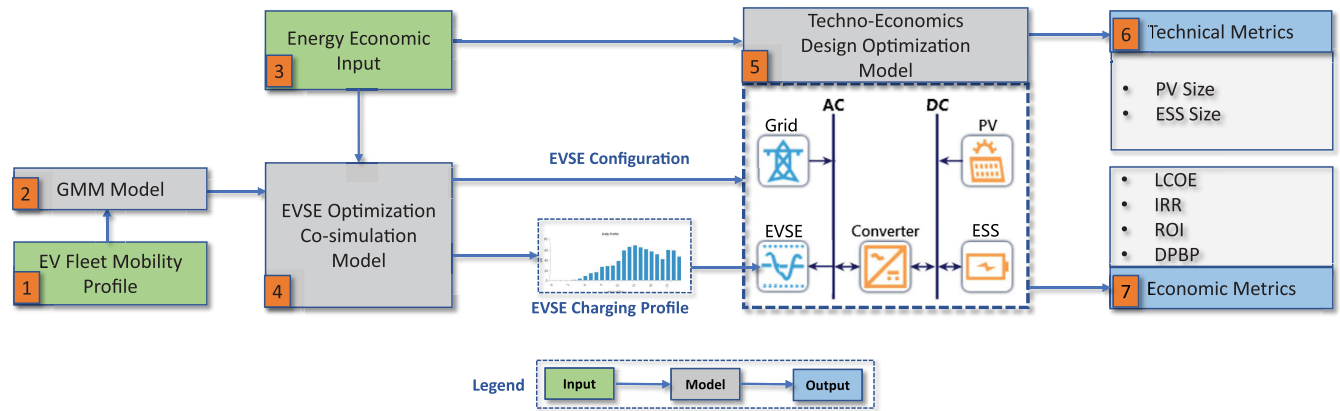 Energy Economic
Input
3
Techno-Economics
Design Optimization
Model
5
6
Technical Metrics
• PV Size
• ESS Size
AC
DC
Grid
PV
EVSE Configuration
2
GMM Model
EVSE Optimization
Co-simulation
Model
4
EV Fleet Mobility
Profile
1
EVSE
Converter
ESS
EVSE Charging Profile
• LCOE
• IRR
• ROI
• DPBP
7
Economic Metrics
Legend
Input
Model
Output